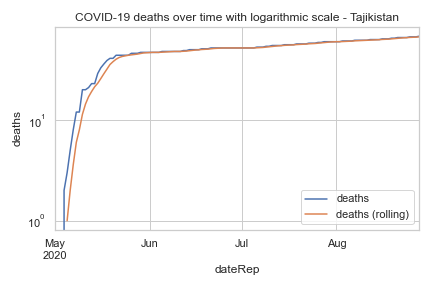 COVID-19 deaths over time with logarithmic scale - Tajikistan
deaths
10¹
10⁰
May
2020
Jun
Jul
Aug
dateRep
deaths
deaths (rolling)